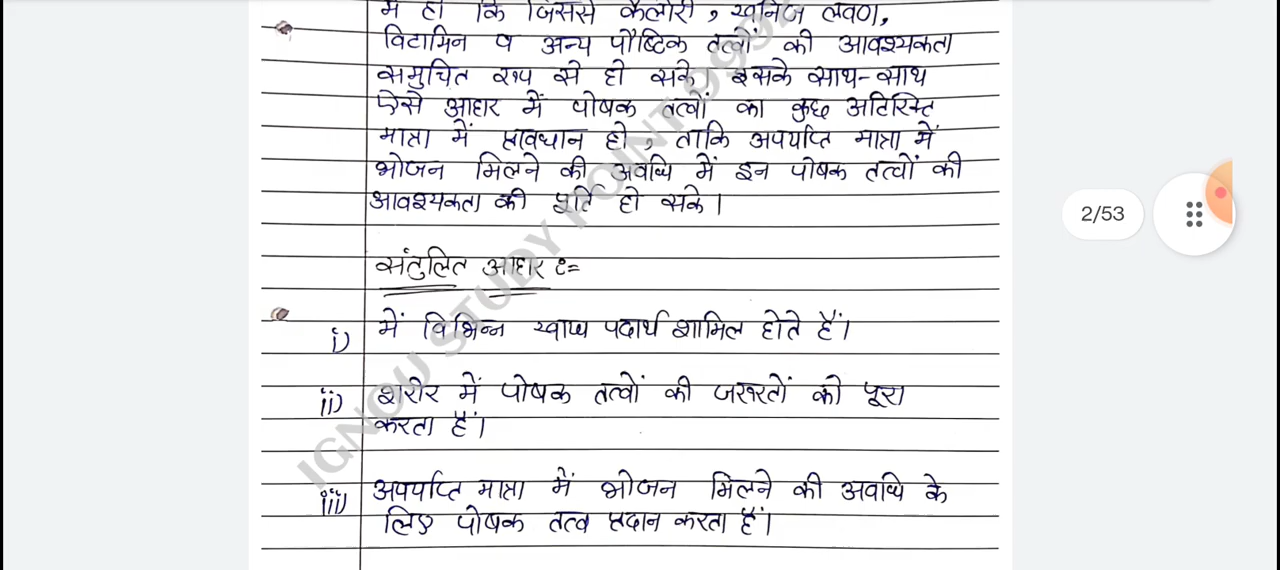 में हो कि जिससे कैलोरी, खनिज लवण,
विटामिन व अन्य पौष्टिक तत्वों की आवश्यकता
समुचित रूप से हो सके। इसके साथ-साथ
ऐसे आहार में पोषक तत्वों का कुछ अतिरिक्त
मात्रा में प्रावधान हो, ताकि अपर्याप्त मात्रा में
भोजन मिलने की अवधि में इन पोषक तत्वों की
आवश्यकता की पूर्ति हो सके।
2/53
संतुलित आहार :=
i) में विभिन्न खाद्य पदार्थ शामिल होते हैं।
ii) शरीर में पोषक तत्वों की जरूरतों को पूरा
करता हैं।
iii) अपर्याप्त मात्रा में भोजन मिलने की अवधि के
लिए पोषक तत्व प्रदान करता हैं।
IGNOU STUDY POINT